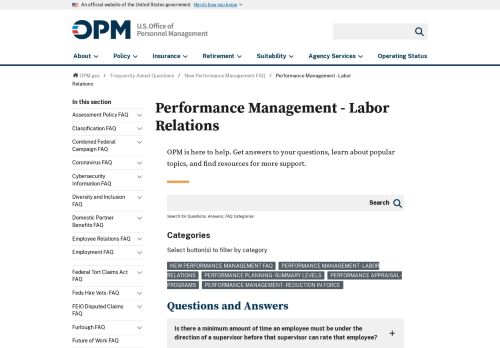 An official website of the United States government Here's how you know
OPM U.S. Office of
Personnel Management
About Policy Insurance Retirement Suitability Agency Services Operating Status
OPM.gov / Frequently Asked Questions / New Performance Management FAQ / Performance Management - Labor
Relations
In this section
Assessment Policy FAQ
Classification FAQ
Combined Federal
Campaign FAQ
Coronavirus FAQ
Cybersecurity
Information FAQ
Diversity and Inclusion
FAQ
Domestic Partner
Benefits FAQ
Employee Relations FAQ
Employment FAQ
Federal Tort Claims Act
FAQ
Feds Hire Vets- FAQ
FEIO Disputed Claims
FAQ
Furlough FAQ
Future of Work FAQ
Performance Management - Labor
Relations
OPM is here to help. Get answers to your questions, learn about popular
topics, and find resources for more support.
Search
Search for Questions, Answers, FAQ Categories
Categories
Select button(s) to filter by category
NEW PERFORMANCE MANAGEMENT FAQ PERFORMANCE MANAGEMENT - LABOR
RELATIONS PERFORMANCE PLANNING - SUMMARY LEVELS PERFORMANCE APPRAISAL -
PROGRAMS PERFORMANCE MANAGEMENT - REDUCTION IN FORCE
Questions and Answers
Is there a minimum amount of time an employee must be under the
direction of a supervisor before that supervisor can rate that employee? +